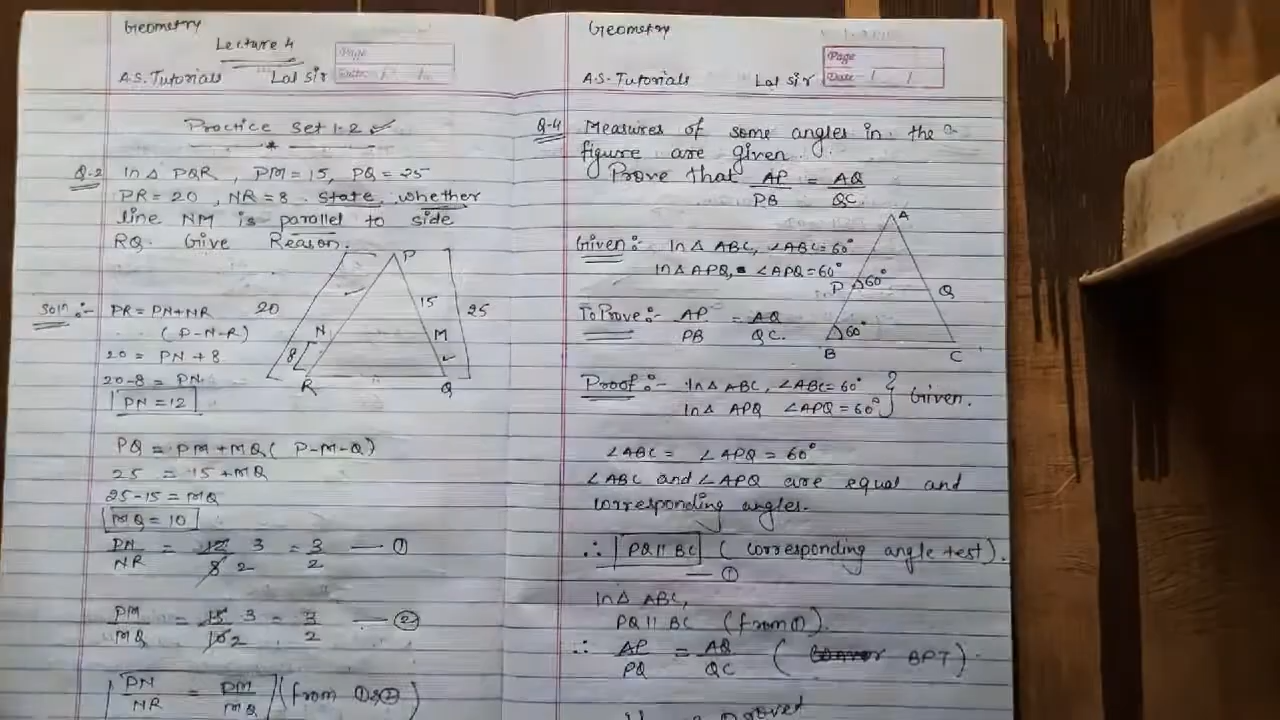 Geometry
Lecture 4
Page
Date / /
A.S. Tutorials Lal Sir
Practice Set 1.2 ✓
Q-2 In Δ PQR, PM = 15, PQ = 25
PR = 20, NR = 8. state, whether
line NM is parallel to side
RQ. Give Reason.
P
20
15
25
N
M
8
R
Q
Soln :- PR = PN + NR
(P-N-R)
20 = PN + 8
20-8 = PN.
PN = 12
PQ = PM + MQ ( P-M-Q)
25 = 15 + MQ
25-15 = MQ
MQ = 10
PN/NR = 12/8 3/2 = 3/2 — ①
PM/MQ = 15/10 3/2 = 3/2 — ②
PN/NR = PM/MQ (from ① & ②)
Geometry
Page
Date / /
A.S. Tutorials Lal Sir
Q-4 Measures of some angles in the
figure are given.
Prove that AP/PB = AQ/QC
Given :- In Δ ABC, ∠ABC = 60°
In Δ APQ, ∠APQ = 60°
A
P 60°
Q
60°
B
C
To Prove :- AP/PB = AQ/QC.
Proof :- In Δ ABC, ∠ABC = 60°
In Δ APQ ∠APQ = 60° } Given.
∠ABC = ∠APQ = 60°
∠ABC and ∠APQ are equal and
corresponding angles.
∴ PQ || BC ( Corresponding angle test).
— ①
In Δ ABC,
PQ || BC (from ①).
∴ AP/PQ = AQ/QC ( BPT)
Proved